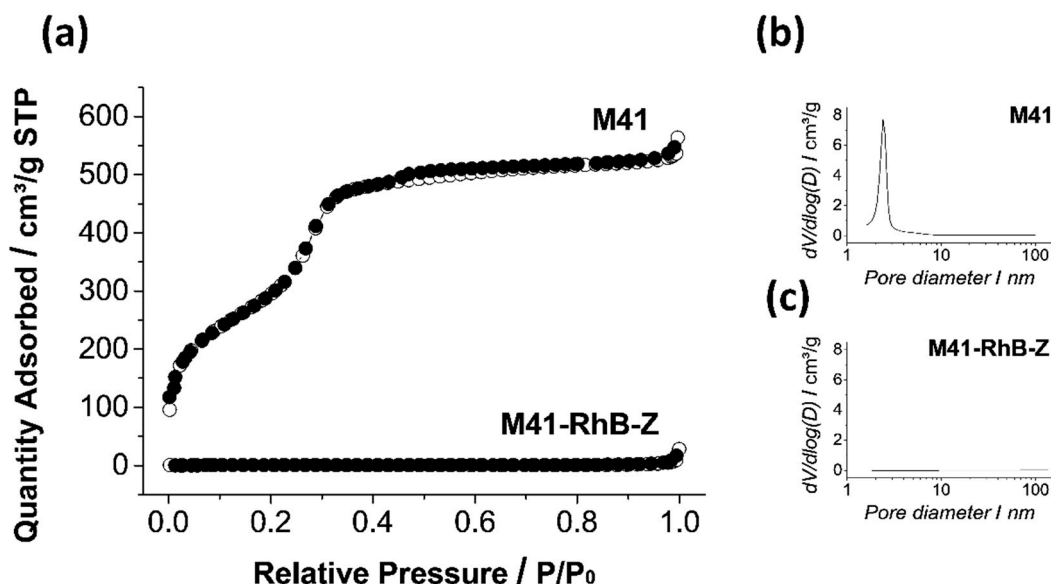 (a)
Quantity Adsorbed / cm³/g STP
600
500
400
300
200
100
0
M41
M41-RhB-Z
0.0 0.2 0.4 0.6 0.8 1.0
Relative Pressure / P/P₀
(b)
dV/dlog(D) / cm³/g
8
6
4
2
0
M41
1 10 100
Pore diameter / nm
(c)
dV/dlog(D) / cm³/g
8
6
4
2
0
M41-RhB-Z
1 10 100
Pore diameter / nm